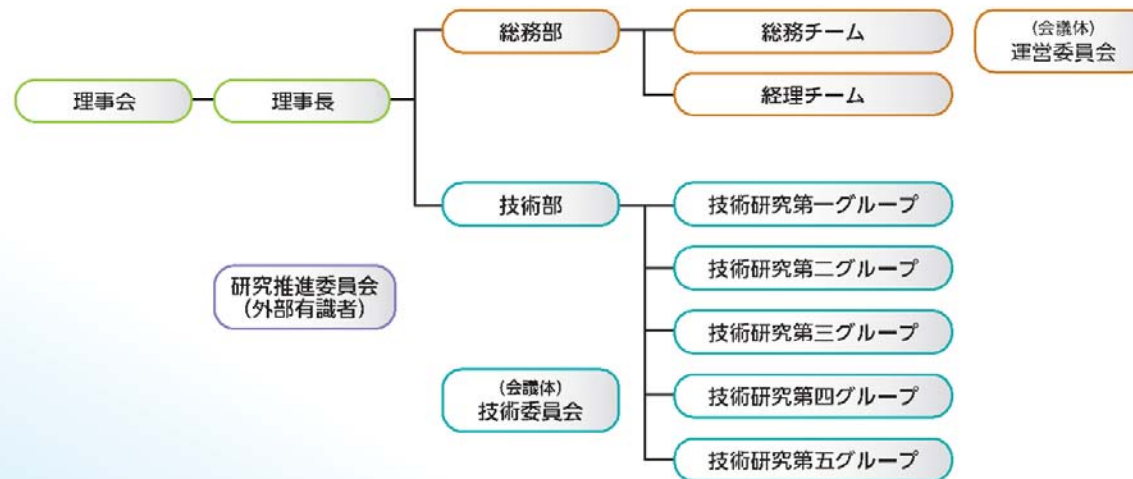 総務部
総務チーム
(会議体)
運営委員会
経理チーム
理事会
理事長
技術部
技術研究第一グループ
技術研究第二グループ
研究推進委員会
(外部有識者)
技術研究第三グループ
(会議体)
技術委員会
技術研究第四グループ
技術研究第五グループ